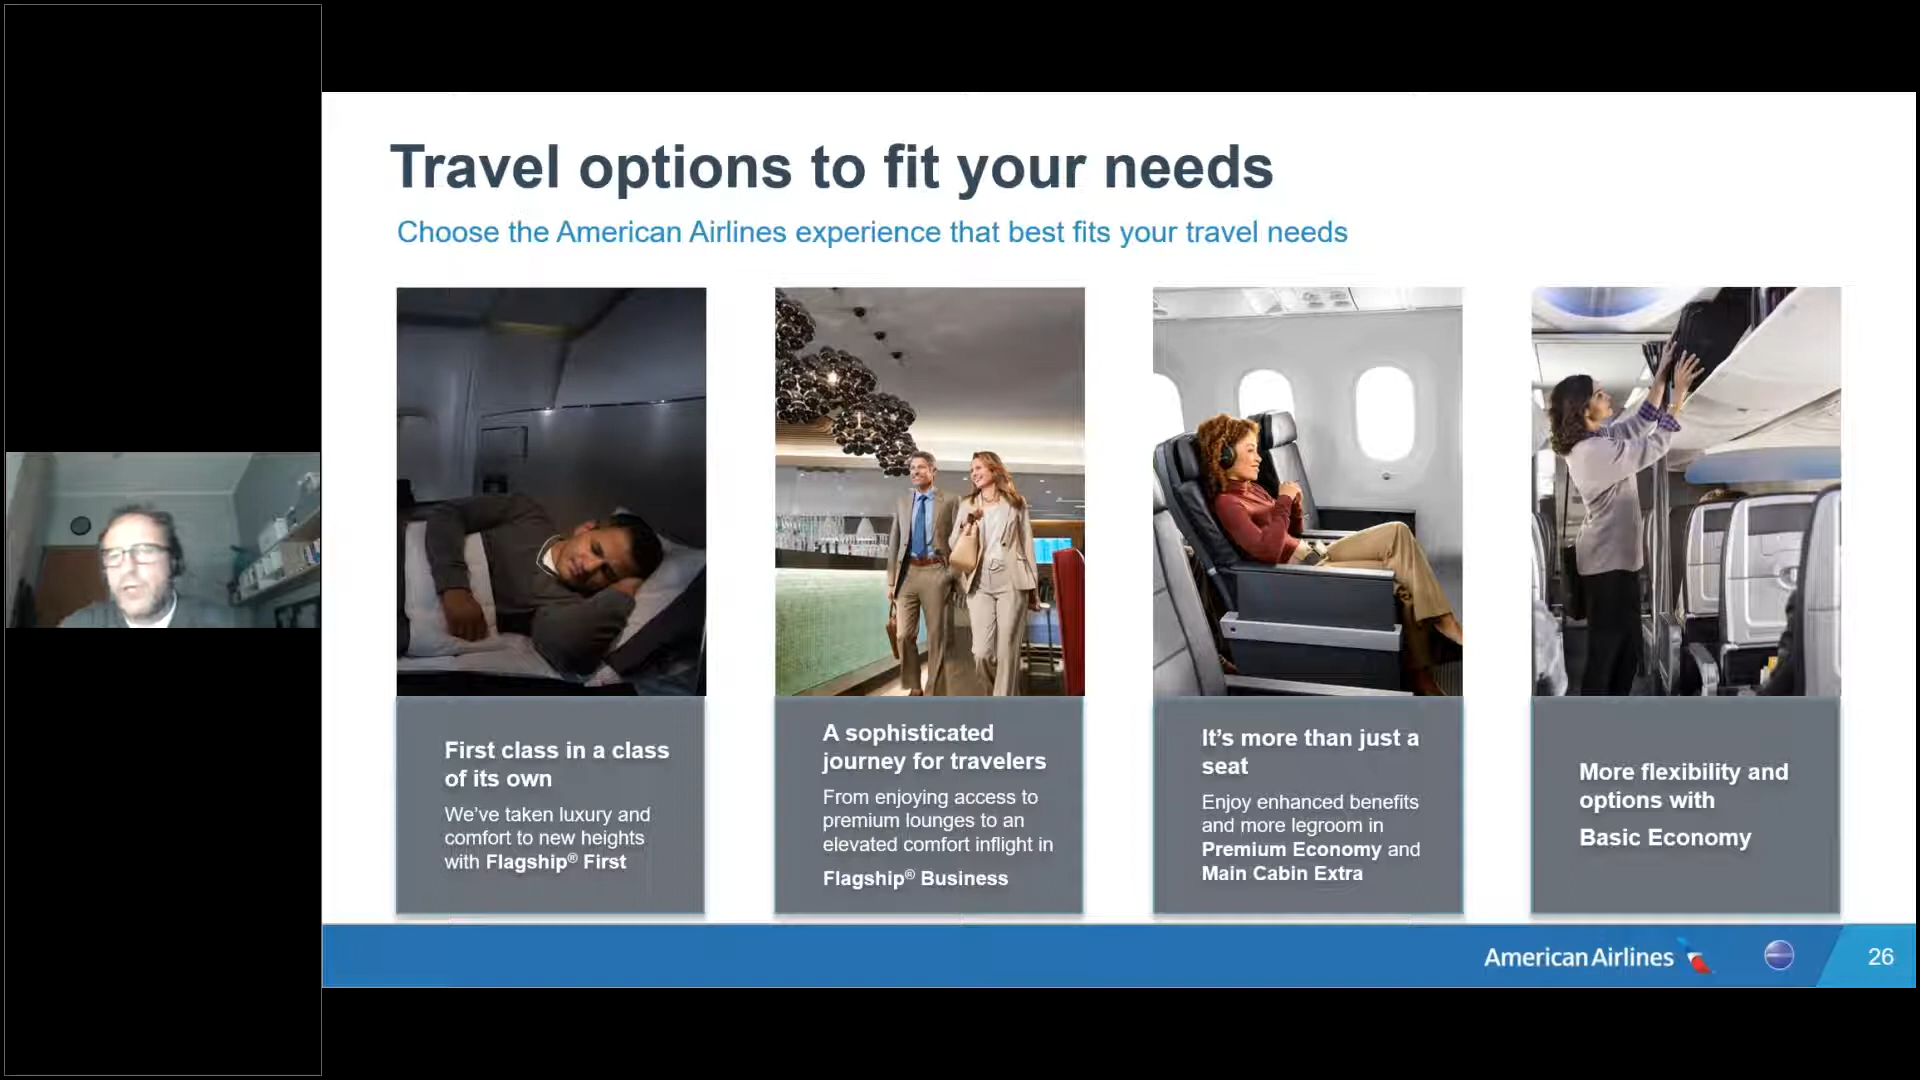 Travel options to fit your needs
Choose the American Airlines experience that best fits your travel needs
First class in a class
of its own
We’ve taken luxury and
comfort to new heights
with Flagship® First
A sophisticated
journey for travelers
From enjoying access to
premium lounges to an
elevated comfort inflight in
Flagship® Business
It’s more than just a
seat
Enjoy enhanced benefits
and more legroom in
Premium Economy and
Main Cabin Extra
More flexibility and
options with
Basic Economy
American Airlines
26